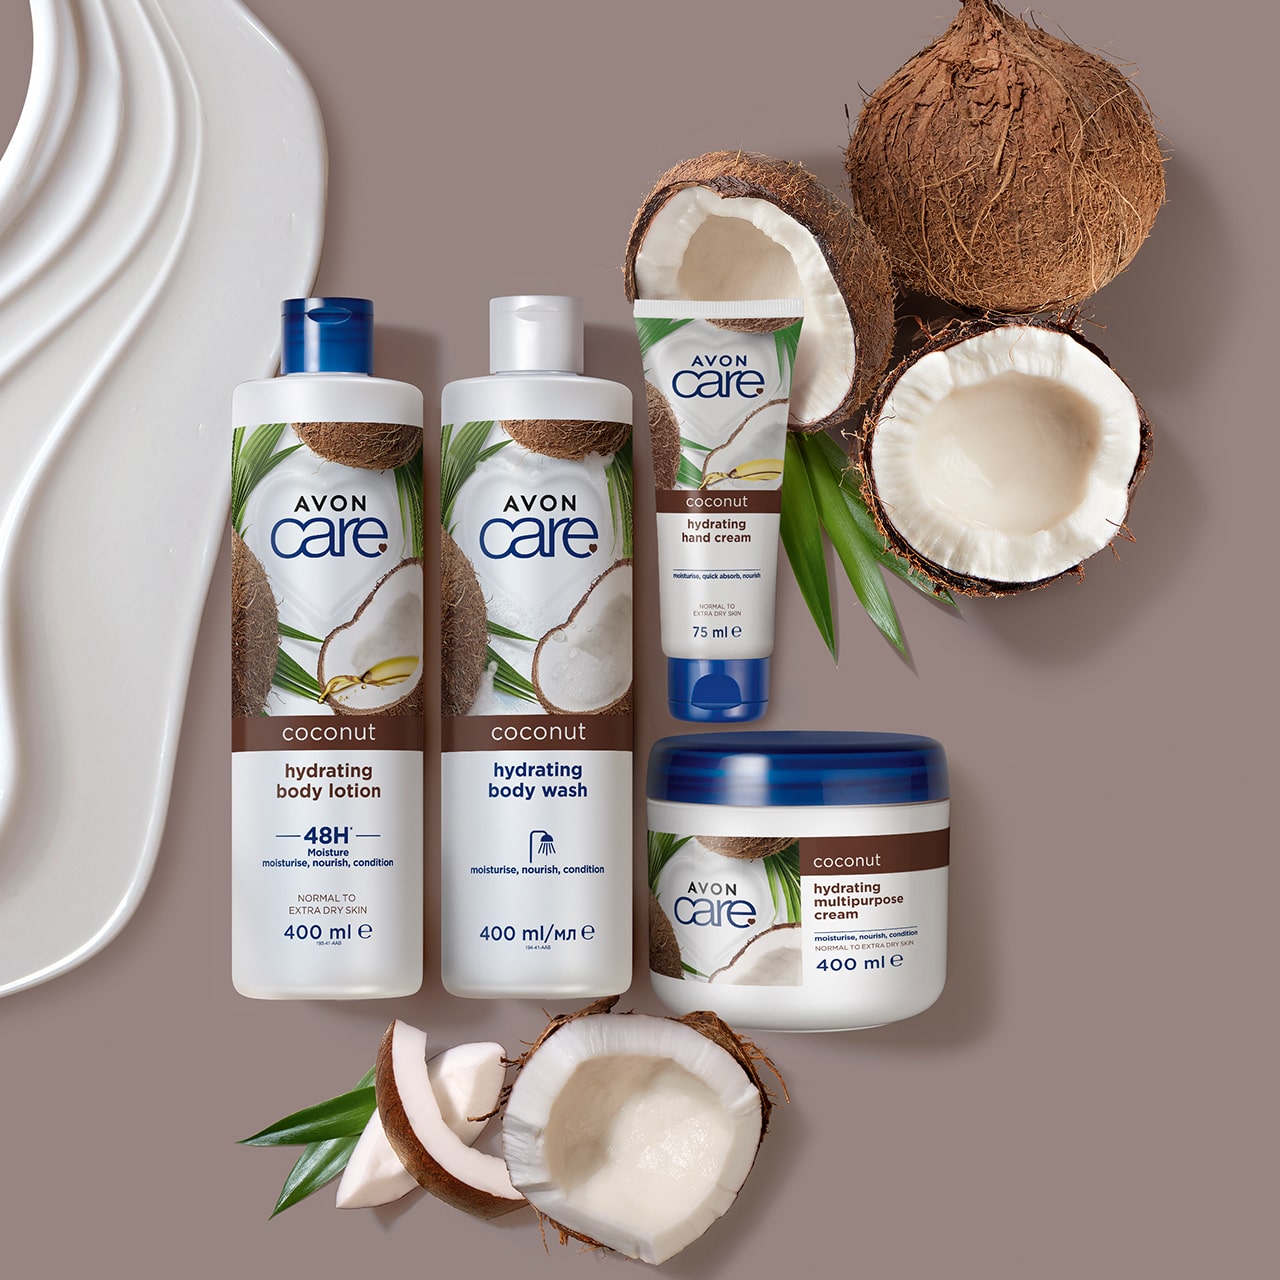 AVON
care
coconut
hydrating
body lotion
48H*
Moisture
moisturise, nourish, condition
NORMAL TO
EXTRA DRY SKIN
400 ml e
AVON
care
coconut
hydrating
body wash
moisturise, nourish, condition
400 ml/мл e
194-41-AAB
AVON
care
coconut
hydrating
hand cream
moisturise, quick absorb, nourish
NORMAL TO
EXTRA DRY SKIN
75 ml e
AVON
care
coconut
hydrating
multipurpose
cream
moisturise, nourish, condition
NORMAL TO EXTRA DRY SKIN
400 ml e